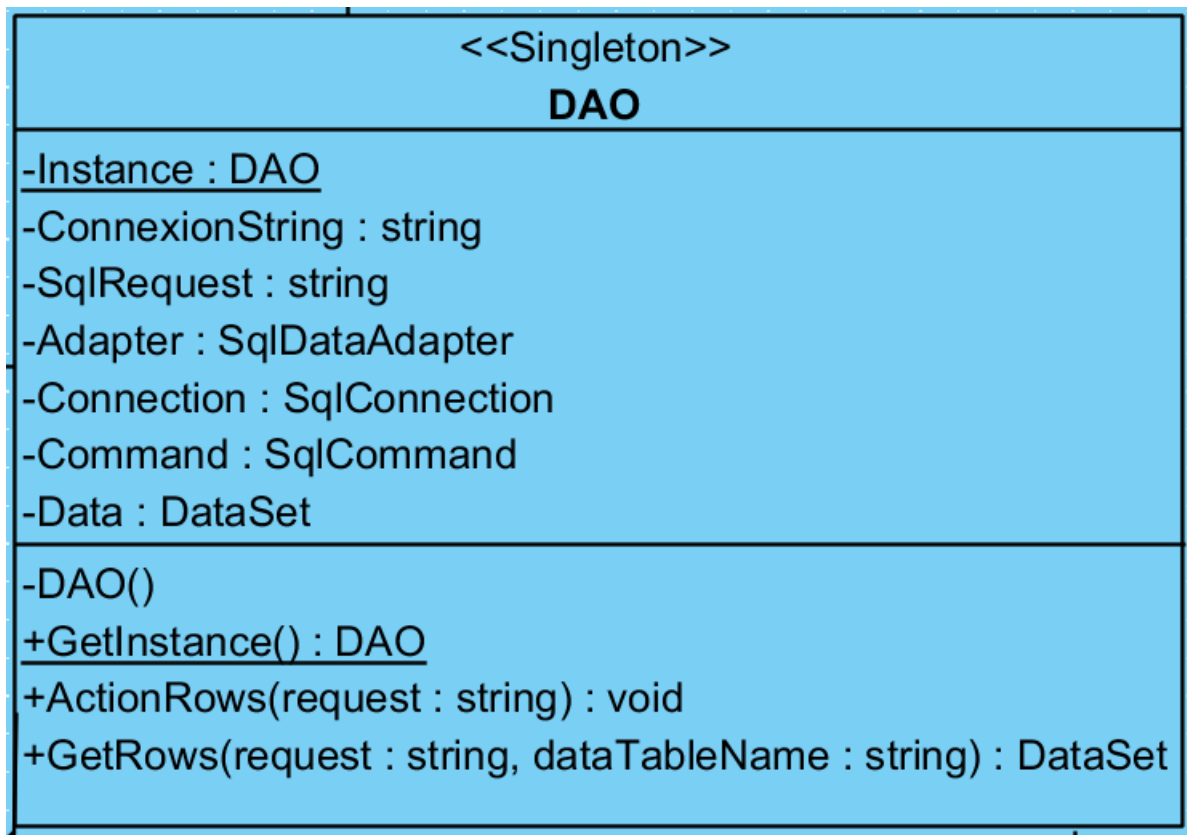 <<Singleton>>
DAO
-Instance : DAO
-ConnexionString : string
-SqlRequest : string
-Adapter : SqlDataAdapter
-Connection : SqlConnection
-Command : SqlCommand
-Data : DataSet
-DAO()
+GetInstance() : DAO
+ActionRows(request : string) : void
+GetRows(request : string, dataTableName : string) : DataSet